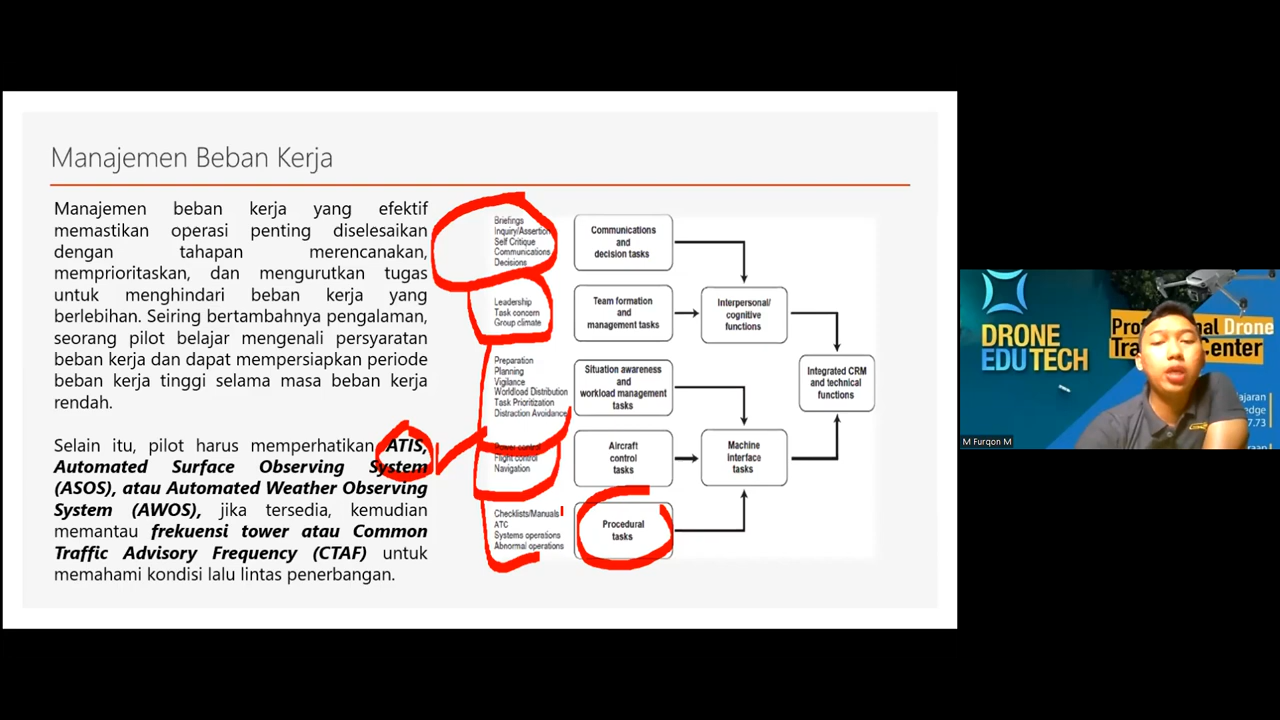 Manajemen Beban Kerja
Manajemen beban kerja yang efektif
memastikan operasi penting diselesaikan
dengan tahapan merencanakan,
memprioritaskan, dan mengurutkan tugas
untuk menghindari beban kerja yang
berlebihan. Seiring bertambahnya pengalaman,
seorang pilot belajar mengenali persyaratan
beban kerja dan dapat mempersiapkan periode
beban kerja tinggi selama masa beban kerja
rendah.
Selain itu, pilot harus memperhatikan ATIS,
Automated Surface Observing System
(ASOS), atau Automated Weather Observing
System (AWOS), jika tersedia, kemudian
memantau frekuensi tower atau Common
Traffic Advisory Frequency (CTAF) untuk
memahami kondisi lalu lintas penerbangan.
Briefings
Inquiry/Assertion
Self Critique
Communications
Decisions
Communications
and
decision tasks
Leadership
Task concern
Group climate
Team formation
and
management tasks
Interpersonal/
cognitive
functions
Preparation
Planning
Vigilance
Workload Distribution
Task Prioritization
Distraction Avoidance
Situation awareness
and
workload management
tasks
Integrated CRM
and technical
functions
Power control
Flight control
Navigation
Aircraft
control
tasks
Machine
interface
tasks
Checklists/Manuals
ATC
Systems operations
Abnormal operations
Procedural
tasks
DRONE
EDUTECH
Drone
Center
ajaran
edge
7.73
M Furqon M